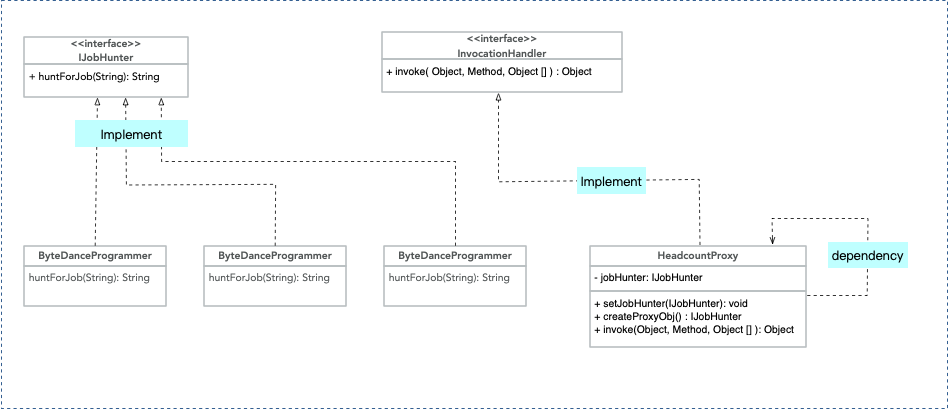 <<interface>>
IJobHunter
+ huntForJob(String): String
<<interface>>
InvocationHandler
+ invoke( Object, Method, Object [] ) : Object
Implement
Implement
ByteDanceProgrammer
huntForJob(String): String
ByteDanceProgrammer
huntForJob(String): String
ByteDanceProgrammer
huntForJob(String): String
HeadcountProxy
- jobHunter: IJobHunter
+ setJobHunter(IJobHunter): void
+ createProxyObj() : IJobHunter
+ invoke(Object, Method, Object [] ): Object
dependency